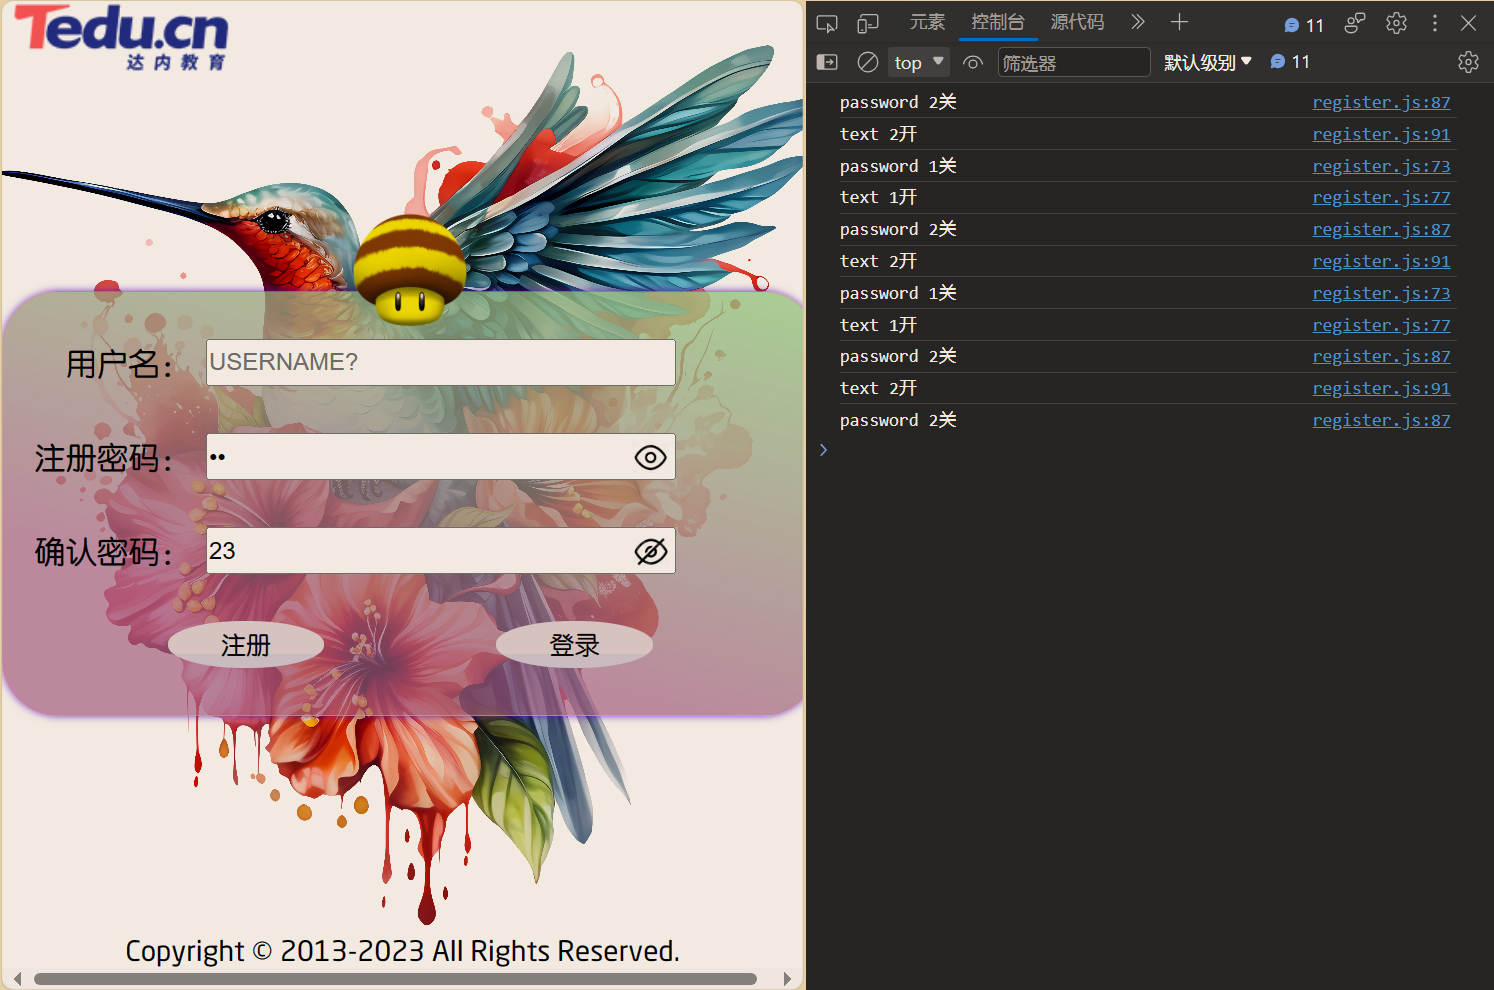 Tedu.cn
达内教育
用户名：
USERNAME?
注册密码：
••
确认密码：
23
注册
登录
Copyright © 2013-2023 All Rights Reserved.
元素 控制台 源代码 11
top 筛选器 默认级别 11
password 2关 register.js:87
text 2开 register.js:91
password 1关 register.js:73
text 1开 register.js:77
password 2关 register.js:87
text 2开 register.js:91
password 1关 register.js:73
text 1开 register.js:77
password 2关 register.js:87
text 2开 register.js:91
password 2关 register.js:87